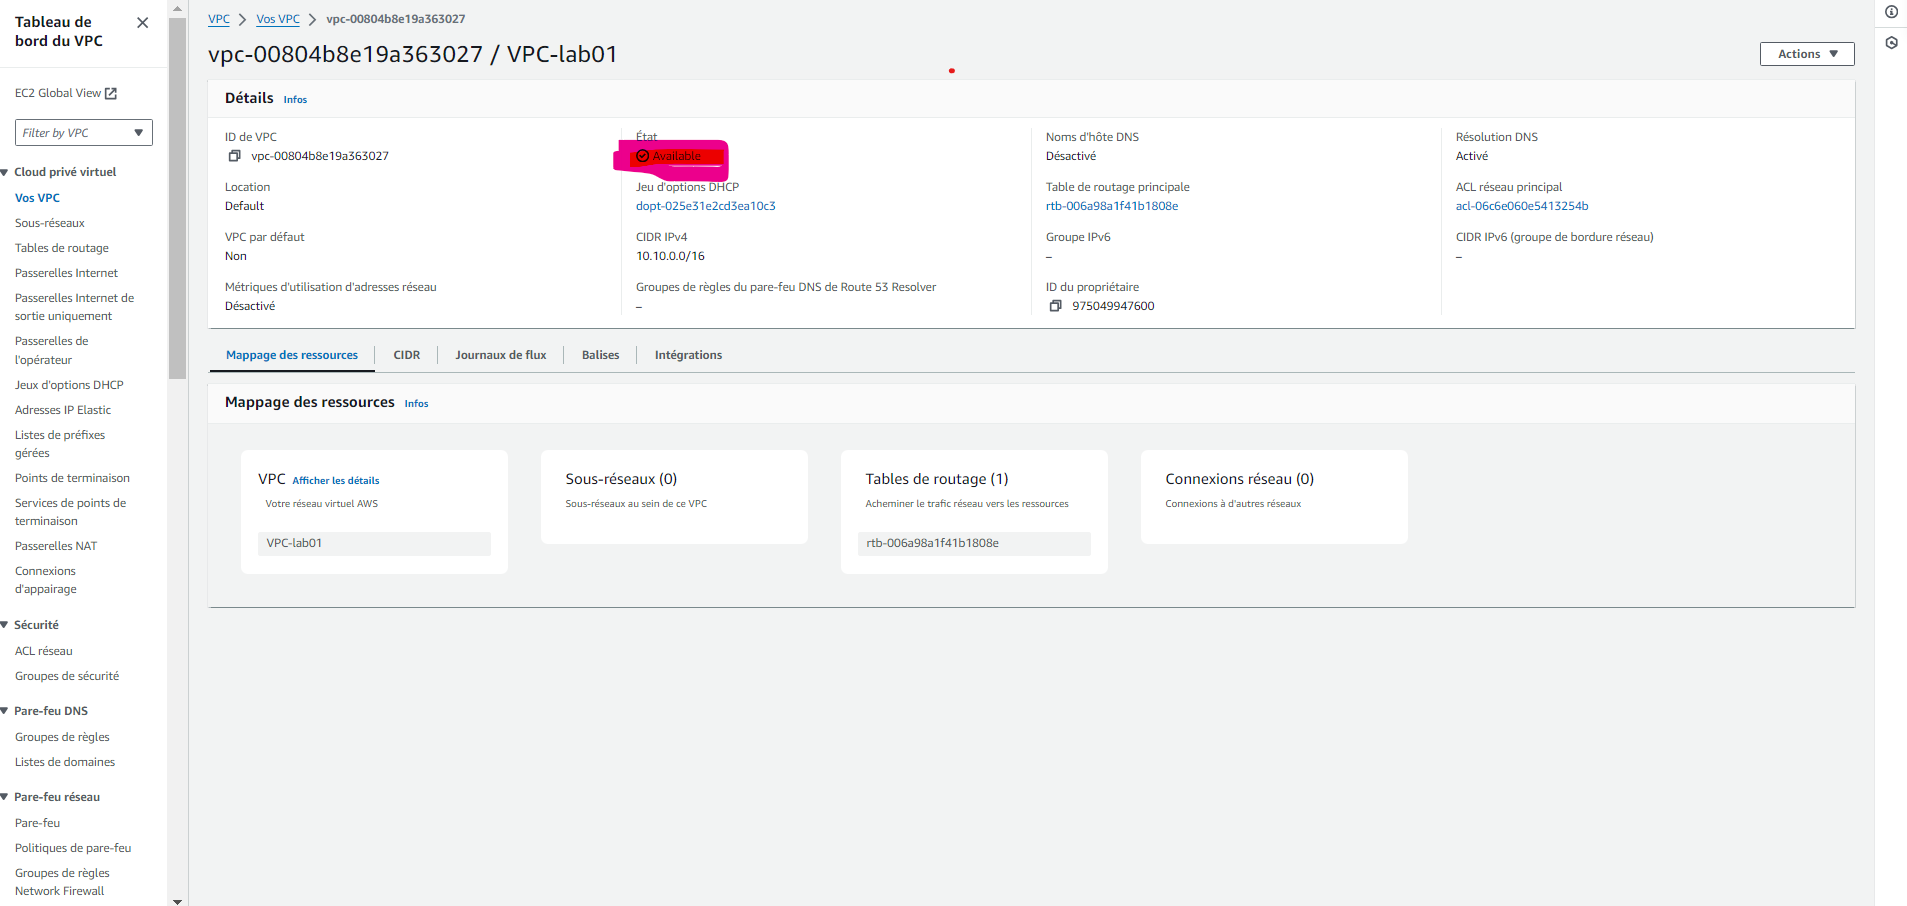 Tableau de
bord du VPC
EC2 Global View
Filter by VPC
Cloud privé virtuel
Vos VPC
Sous-réseaux
Tables de routage
Passerelles Internet
Passerelles Internet de
sortie uniquement
Passerelles de
l'opérateur
Jeux d'options DHCP
Adresses IP Elastic
Listes de préfixes
gérées
Points de terminaison
Services de points de
terminaison
Passerelles NAT
Connexions
d'appairage
Sécurité
ACL réseau
Groupes de sécurité
Pare-feu DNS
Groupes de règles
Listes de domaines
Pare-feu réseau
Pare-feu
Politiques de pare-feu
Groupes de règles
Network Firewall
VPC > Vos VPC > vpc-00804b8e19a363027
vpc-00804b8e19a363027 / VPC-lab01
Actions
Détails Infos
ID de VPC
vpc-00804b8e19a363027
État
Available
Noms d'hôte DNS
Désactivé
Résolution DNS
Activé
Location
Default
Jeu d'options DHCP
dopt-025e31e2cd3ea10c3
Table de routage principale
rtb-006a98a1f41b1808e
ACL réseau principal
acl-06c6e060e5413254b
VPC par défaut
Non
CIDR IPv4
10.10.0.0/16
Groupe IPv6
–
CIDR IPv6 (groupe de bordure réseau)
–
Métriques d'utilisation d'adresses réseau
Désactivé
Groupes de règles du pare-feu DNS de Route 53 Resolver
–
ID du propriétaire
975049947600
Mappage des ressources
CIDR
Journaux de flux
Balises
Intégrations
Mappage des ressources Infos
VPC Afficher les détails
Votre réseau virtuel AWS
VPC-lab01
Sous-réseaux (0)
Sous-réseaux au sein de ce VPC
Tables de routage (1)
Acheminer le trafic réseau vers les ressources
rtb-006a98a1f41b1808e
Connexions réseau (0)
Connexions à d'autres réseaux